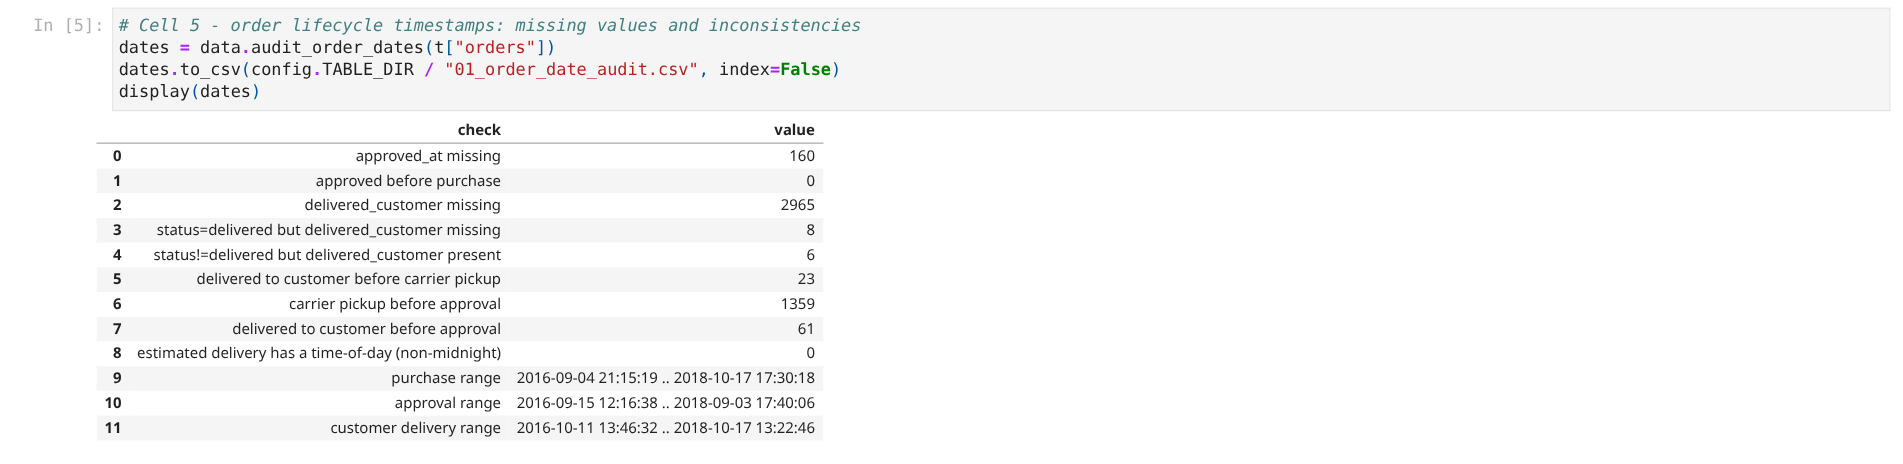 In [5]: # Cell 5 - order lifecycle timestamps: missing values and inconsistencies
dates = data.audit_order_dates(t["orders"])
dates.to_csv(config.TABLE_DIR / "01_order_date_audit.csv", index=False)
display(dates)
check value
0 approved_at missing 160
1 approved before purchase 0
2 delivered_customer missing 2965
3 status=delivered but delivered_customer missing 8
4 status!=delivered but delivered_customer present 6
5 delivered to customer before carrier pickup 23
6 carrier pickup before approval 1359
7 delivered to customer before approval 61
8 estimated delivery has a time-of-day (non-midnight) 0
9 purchase range 2016-09-04 21:15:19 .. 2018-10-17 17:30:18
10 approval range 2016-09-15 12:16:38 .. 2018-09-03 17:40:06
11 customer delivery range 2016-10-11 13:46:32 .. 2018-10-17 13:22:46